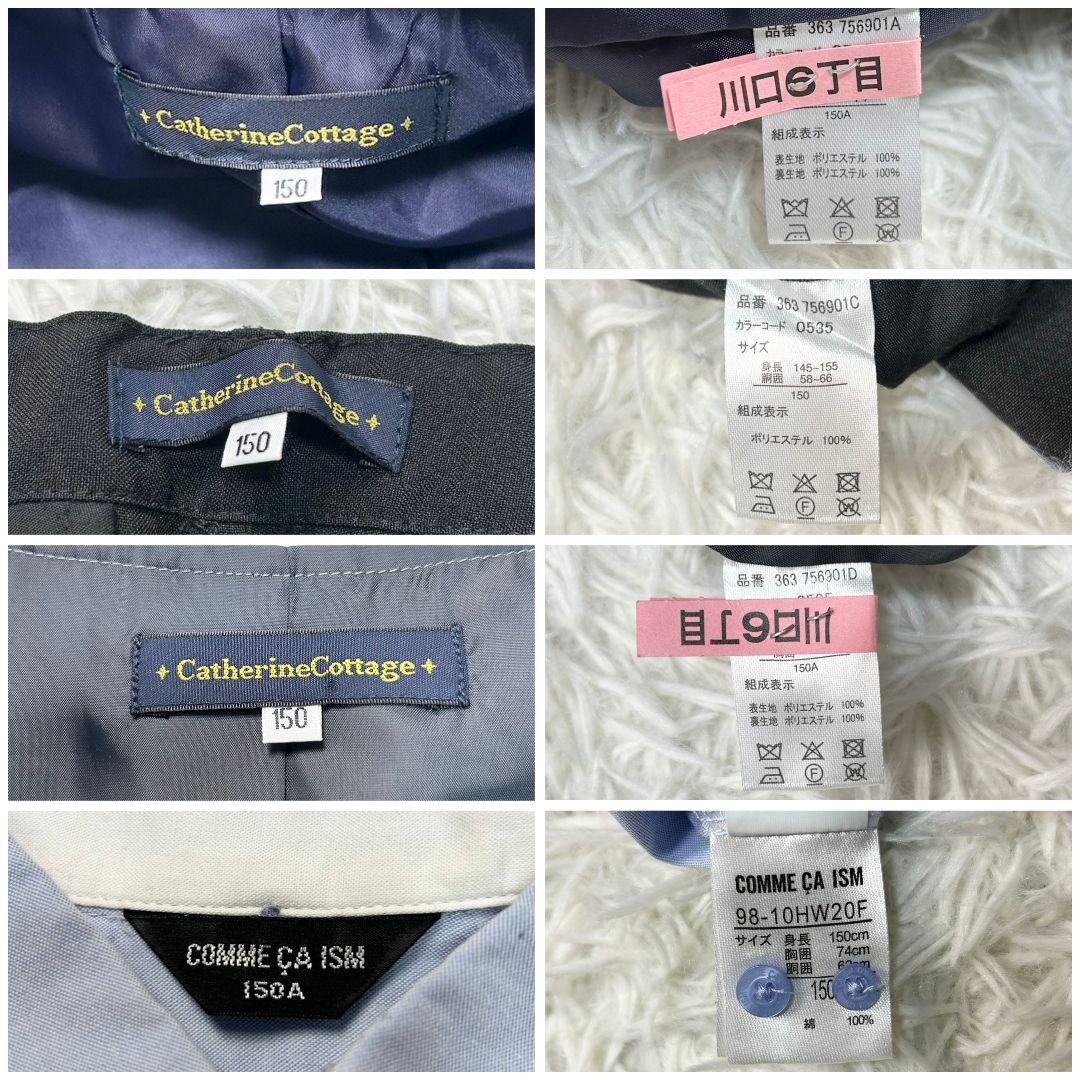 CatherineCottage
150
品番 363 756901A
川口6丁目
150A
組成表示
表生地 ポリエステル 100%
裏生地 ポリエステル 100%
F
W
CatherineCottage
150
品番 363 756901C
カラーコード 0535
サイズ
身長 145~155
胴囲 58~66
150
組成表示
ポリエステル 100%
F
W
CatherineCottage
150
品番 363 756901D
川口6丁目
胴囲
150A
組成表示
表生地 ポリエステル 100%
裏生地 ポリエステル 100%
F
W
COMME ÇA ISM
150A
COMME ÇA ISM
98-10HW20F
サイズ 身長 150cm
胸囲 74cm
胴囲
150
綿 100%